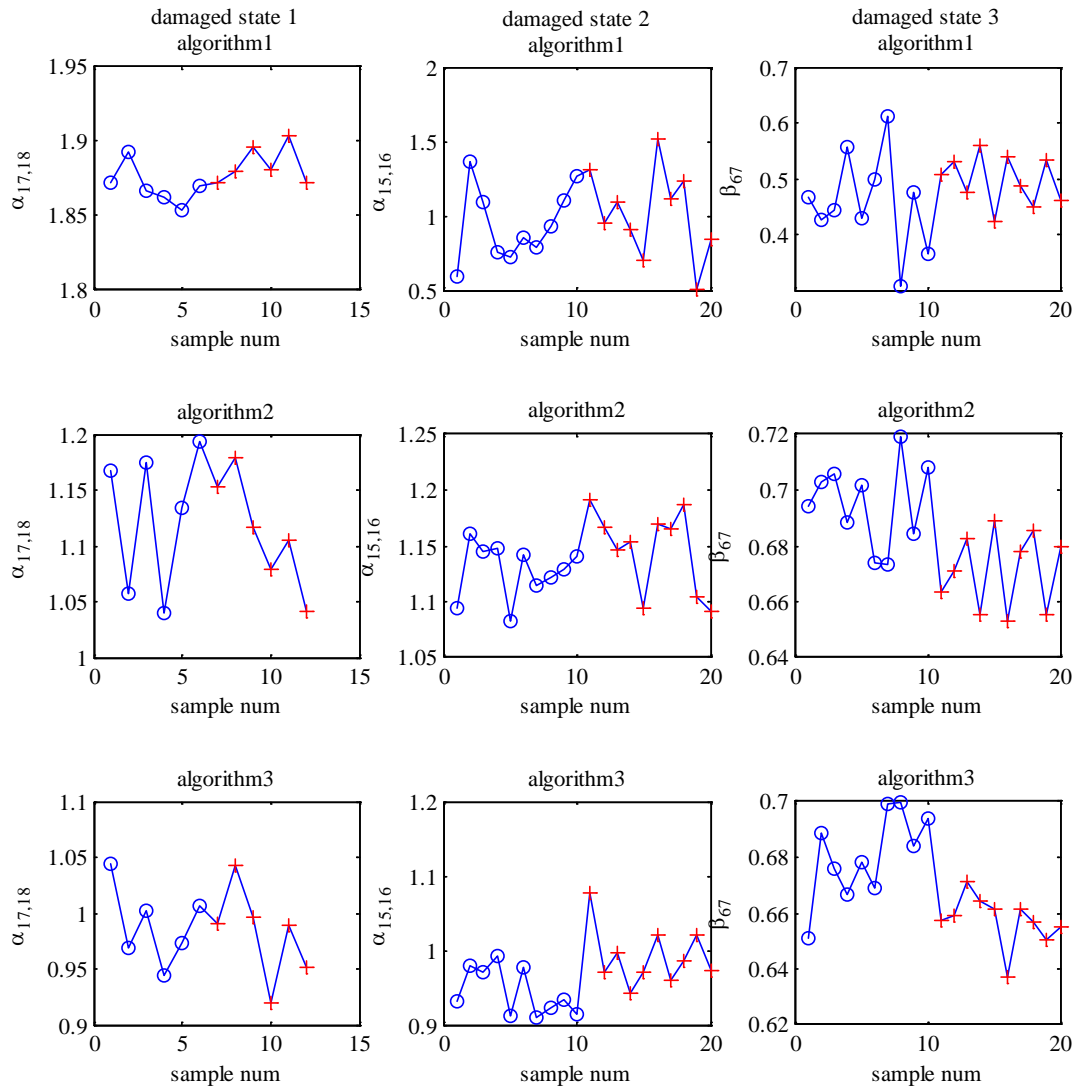 damaged state 1
algorithm1
α17,18
1.95
1.9
1.85
1.8
0 5 10 15
sample num
damaged state 2
algorithm1
α15,16
2
1.5
1
0.5
0 10 20
sample num
damaged state 3
algorithm1
β67
0.7
0.6
0.5
0.4
0 10 20
sample num
algorithm2
α17,18
1.2
1.15
1.1
1.05
1
0 5 10 15
sample num
algorithm2
α15,16
1.25
1.2
1.15
1.1
1.05
0 10 20
sample num
algorithm2
β67
0.72
0.7
0.68
0.66
0.64
0 10 20
sample num
algorithm3
α17,18
1.1
1.05
1
0.95
0.9
0 5 10 15
sample num
algorithm3
α15,16
1.2
1.1
1
0.9
0 10 20
sample num
algorithm3
β67
0.7
0.68
0.66
0.64
0.62
0 10 20
sample num